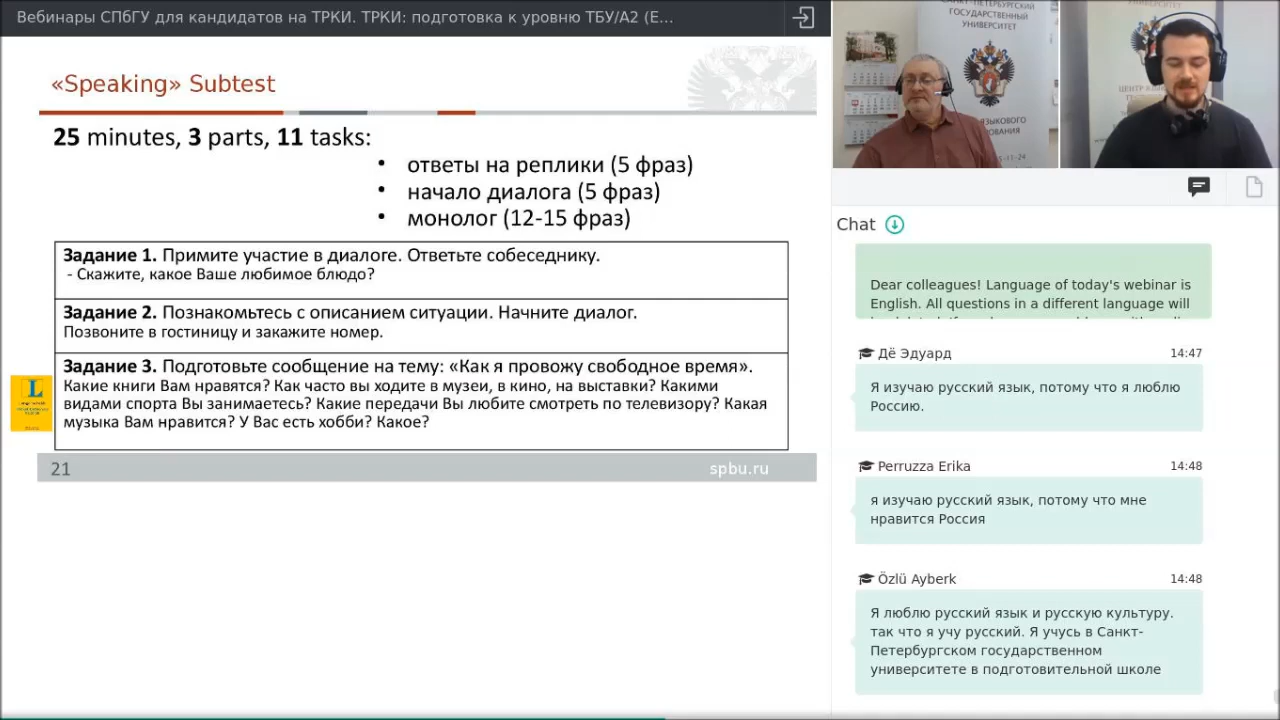 Вебинары СПбГУ для кандидатов на ТРКИ. ТРКИ: подготовка к уровню ТБУ/А2 (Е...
«Speaking» Subtest
25 minutes, 3 parts, 11 tasks:
• ответы на реплики (5 фраз)
• начало диалога (5 фраз)
• монолог (12-15 фраз)
Задание 1. Примите участие в диалоге. Ответьте собеседнику.
- Скажите, какое Ваше любимое блюдо?
Задание 2. Познакомьтесь с описанием ситуации. Начните диалог.
Позвоните в гостиницу и закажите номер.
Задание 3. Подготовьте сообщение на тему: «Как я провожу свободное время».
Какие книги Вам нравятся? Как часто вы ходите в музеи, в кино, на выставки? Какими
видами спорта Вы занимаетесь? Какие передачи Вы любите смотреть по телевизору? Какая
музыка Вам нравится? У Вас есть хобби? Какое?
L
21
spbu.ru
САНКТ-ПЕТЕРБУРГСКИЙ
ГОСУДАРСТВЕННЫЙ
УНИВЕРСИТЕТ
Chat
Dear colleagues! Language of today's webinar is
English. All questions in a different language will
Дё Эдуард 14:47
Я изучаю русский язык, потому что я люблю
Россию.
Perruzza Erika 14:48
я изучаю русский язык, потому что мне
нравится Россия
Özlü Ayberk 14:48
Я люблю русский язык и русскую культуру.
так что я учу русский. Я учусь в Санкт-
Петербургском государственном
университете в подготовительной школе